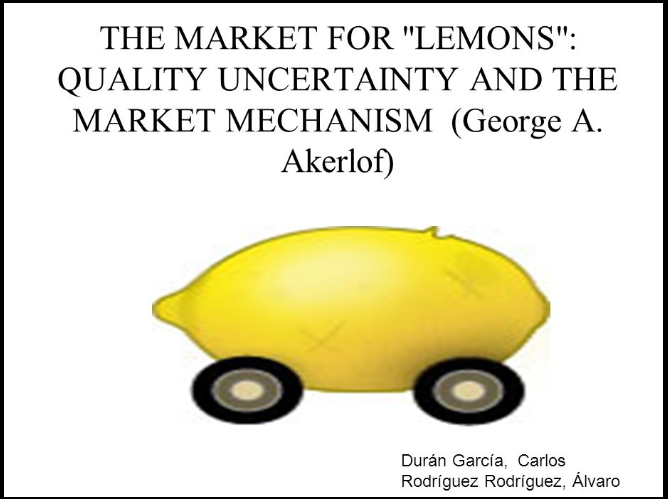 THE MARKET FOR "LEMONS":
QUALITY UNCERTAINTY AND THE
MARKET MECHANISM (George A.
Akerlof)
Durán García, Carlos
Rodríguez Rodríguez, Álvaro